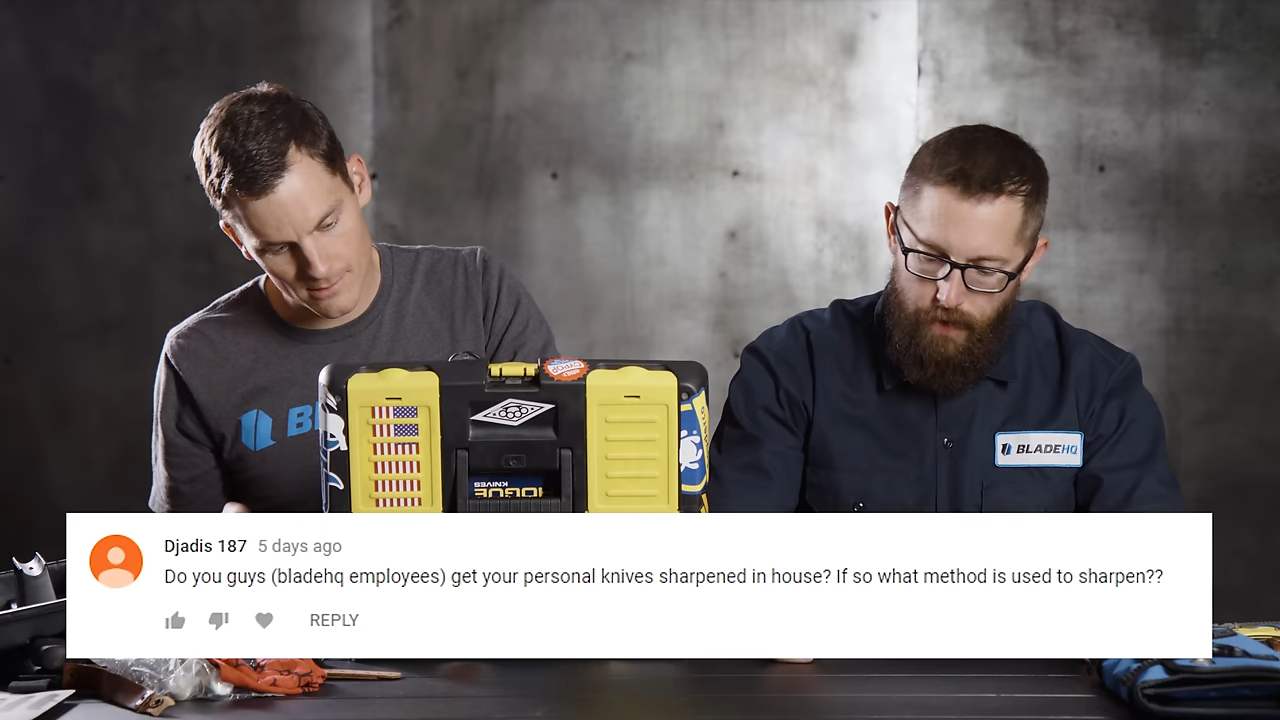 BL
KNIVES
BLADEHQ
Djadis 187 5 days ago
Do you guys (bladehq employees) get your personal knives sharpened in house? If so what method is used to sharpen??
REPLY